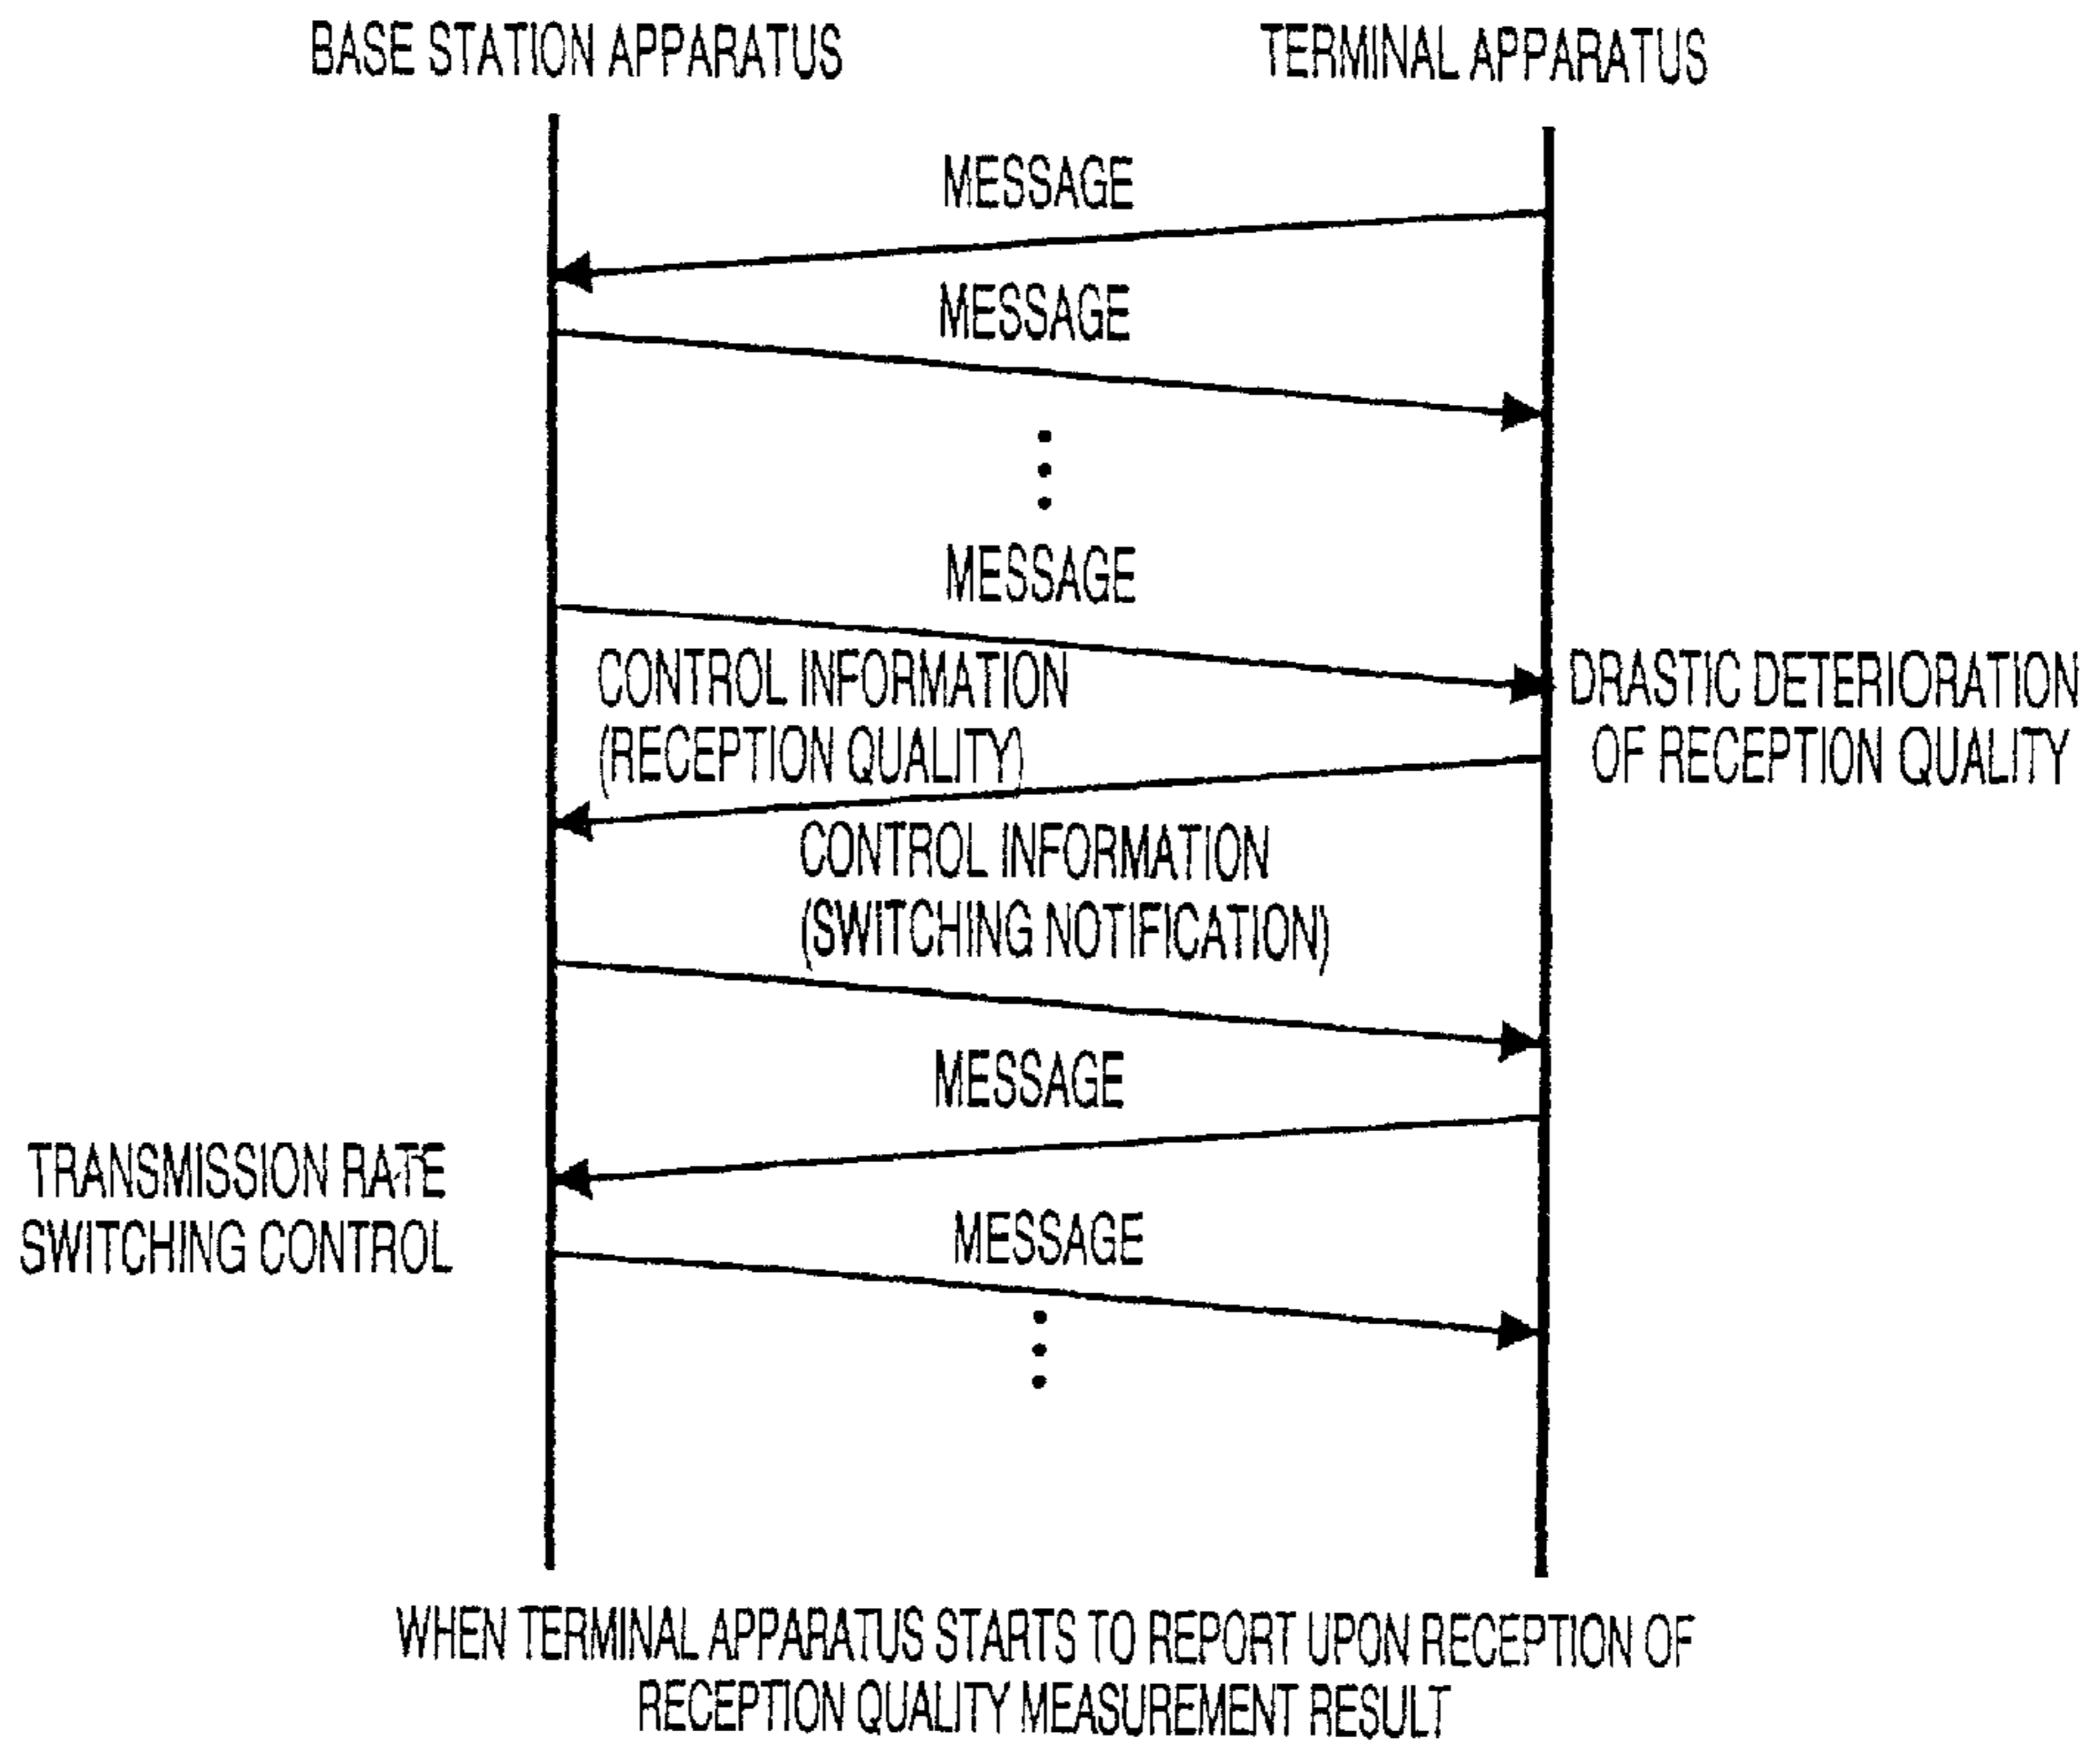 BASE STATION APPARATUS
TERMINAL APPARATUS
MESSAGE
MESSAGE
MESSAGE
CONTROL INFORMATION
(RECEPTION QUALITY)
DRASTIC DETERIORATION
OF RECEPTION QUALITY
CONTROL INFORMATION
(SWITCHING NOTIFICATION)
MESSAGE
TRANSMISSION RATE
SWITCHING CONTROL
MESSAGE
WHEN TERMINAL APPARATUS STARTS TO REPORT UPON RECEPTION OF
RECEPTION QUALITY MEASUREMENT RESULT